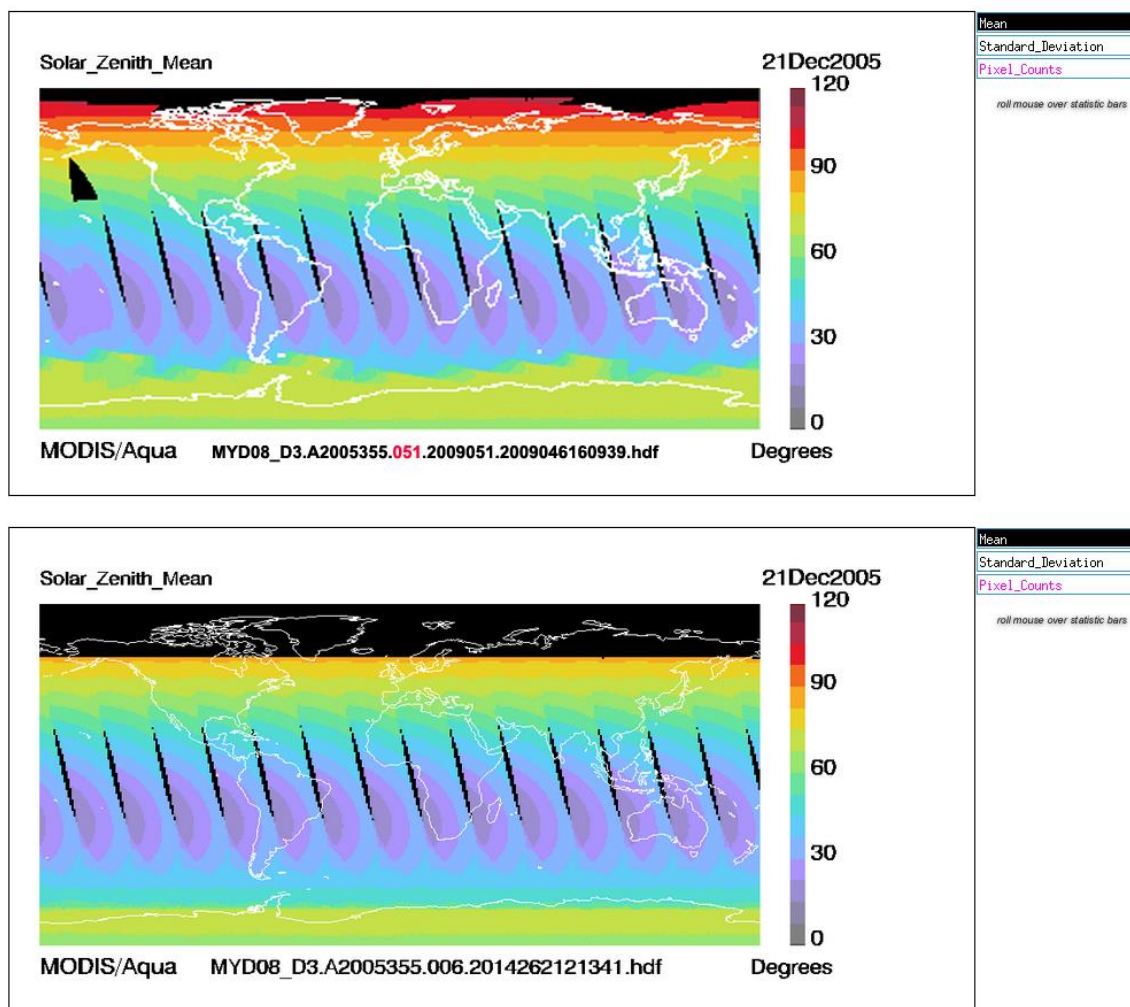 Mean
Standard_Deviation
Pixel_Counts
roll mouse over statistic bars
Solar_Zenith_Mean
21Dec2005
120
90
60
30
0
MODIS/Aqua MYD08_D3.A2005355.051.2009051.2009046160939.hdf Degrees
Mean
Standard_Deviation
Pixel_Counts
roll mouse over statistic bars
Solar_Zenith_Mean
21Dec2005
120
90
60
30
0
MODIS/Aqua MYD08_D3.A2005355.006.2014262121341.hdf Degrees